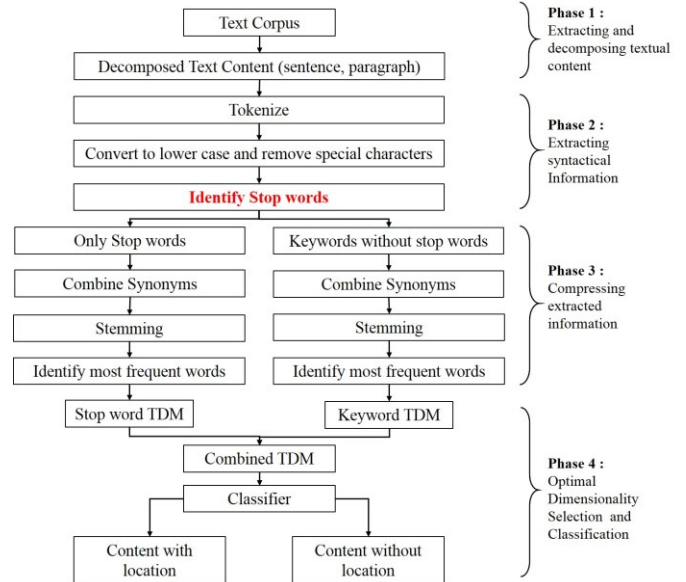 Text Corpus
Decomposed Text Content (sentence, paragraph)
Tokenize
Convert to lower case and remove special characters
Identify Stop words
Only Stop words
Keywords without stop words
Combine Synonyms
Combine Synonyms
Stemming
Stemming
Identify most frequent words
Identify most frequent words
Stop word TDM
Keyword TDM
Combined TDM
Classifier
Content with
location
Content without
location
Phase 1 :
Extracting and
decomposing textual
content
Phase 2 :
Extracting
syntactical
Information
Phase 3 :
Compressing
extracted
information
Phase 4 :
Optimal
Dimensionality
Selection and
Classification